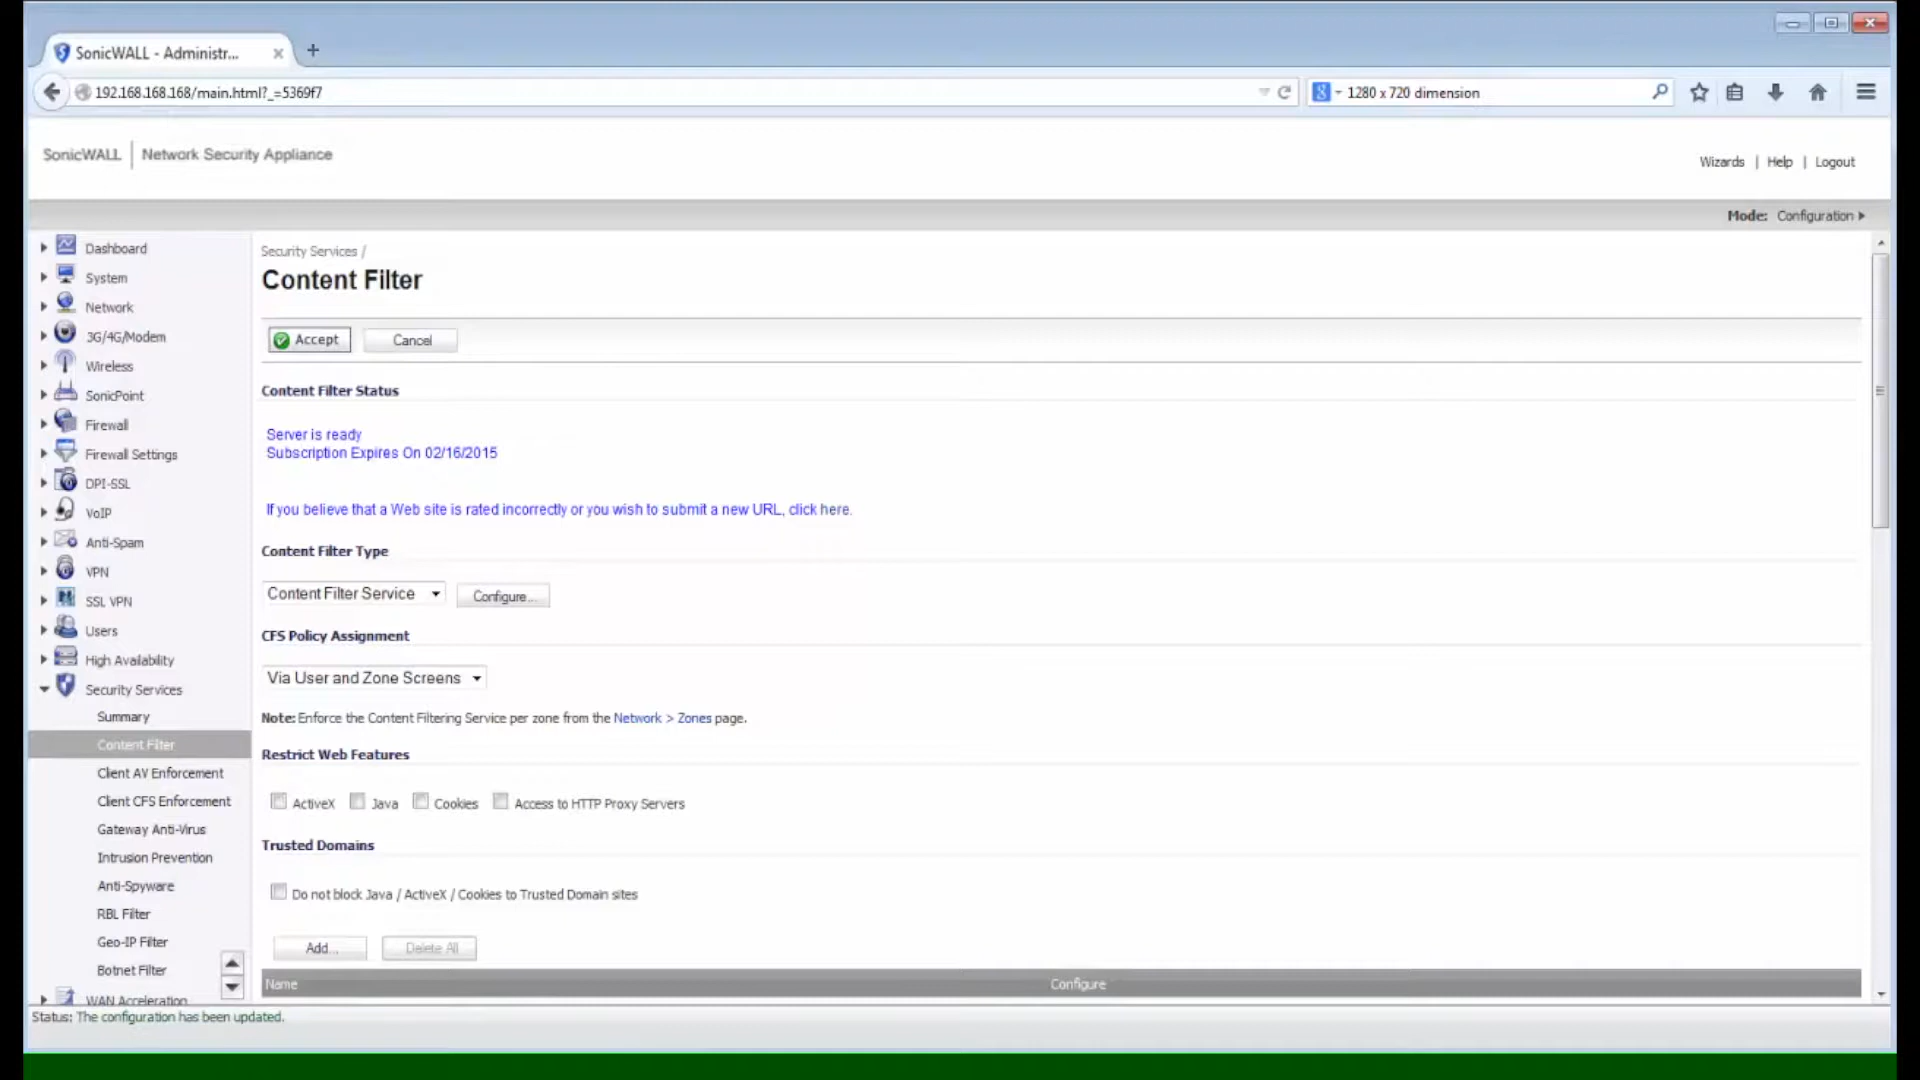 SonicWALL - Administr...
192.168.168.168/main.html?_=5369f7
1280 x 720 dimension
SonicWALL | Network Security Appliance
Wizards | Help | Logout
Mode: Configuration
Dashboard
System
Network
3G/4G/Modem
Wireless
SonicPoint
Firewall
Firewall Settings
DPI-SSL
VoIP
Anti-Spam
VPN
SSL VPN
Users
High Availability
Security Services
Summary
Content Filter
Client AV Enforcement
Client CFS Enforcement
Gateway Anti-Virus
Intrusion Prevention
Anti-Spyware
RBL Filter
Geo-IP Filter
Botnet Filter
WAN Acceleration
Security Services /
Content Filter
Accept Cancel
Content Filter Status
Server is ready
Subscription Expires On 02/16/2015
If you believe that a Web site is rated incorrectly or you wish to submit a new URL, click here.
Content Filter Type
Content Filter Service Configure...
CFS Policy Assignment
Via User and Zone Screens
Note: Enforce the Content Filtering Service per zone from the Network > Zones page.
Restrict Web Features
ActiveX Java Cookies Access to HTTP Proxy Servers
Trusted Domains
Do not block Java / ActiveX / Cookies to Trusted Domain sites
Add... Delete All
Name Configure
Status: The configuration has been updated.